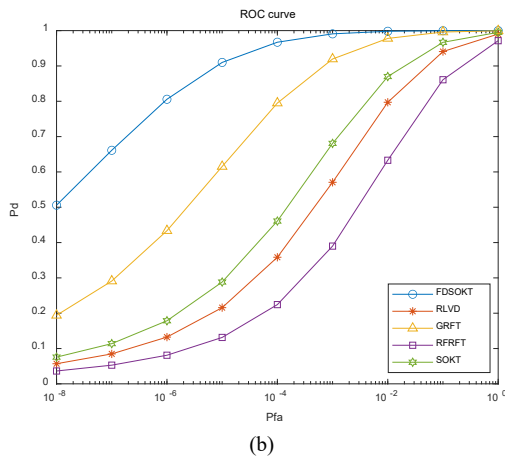 ROC curve
Pd
1
0.9
0.8
0.7
0.6
0.5
0.4
0.3
0.2
0.1
0
10^-8
10^-6
10^-4
10^-2
10^0
Pfa
FDSOKT
RLVD
GRFT
RFRFT
SOKT
(b)